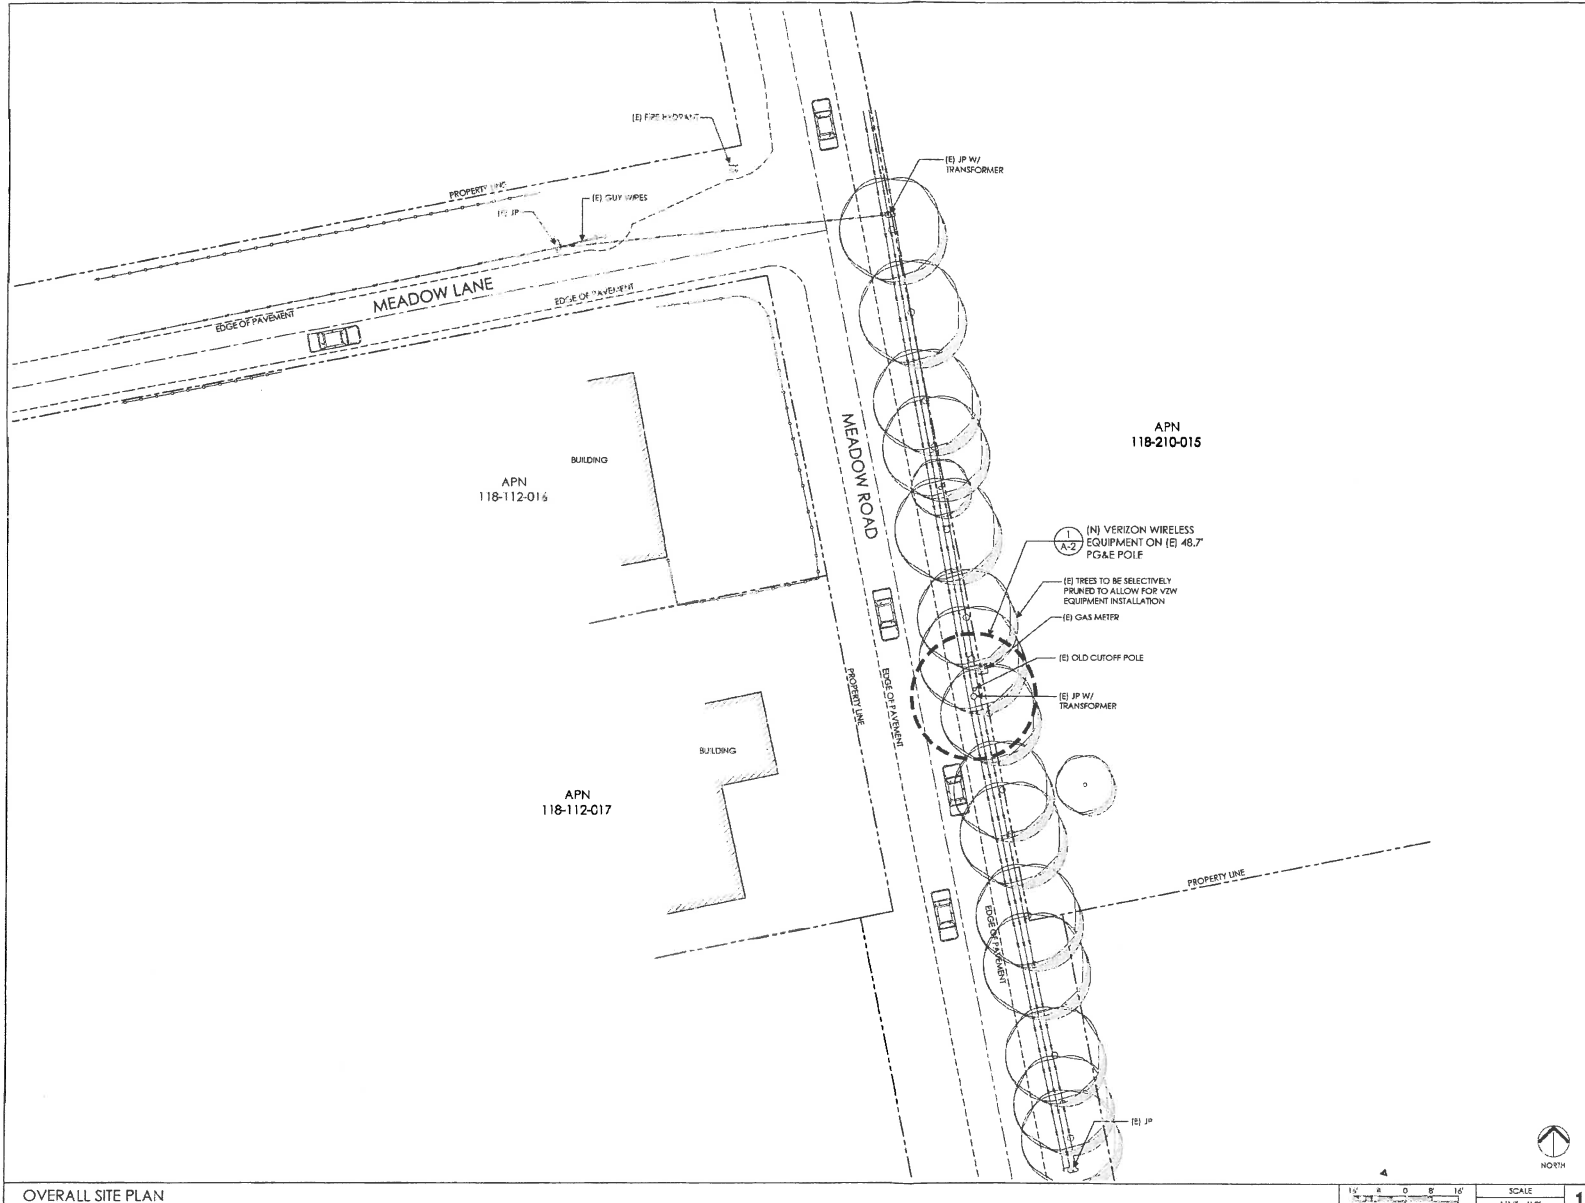 (E) FIRE HYDRANT
(E) JP W/
TRANSFORMER
PROPERTY LINE
(E) JP
(E) GUY WIRES
MEADOW LANE
EDGE OF PAVEMENT
EDGE OF PAVEMENT
MEADOW ROAD
APN
118-210-015
BUILDING
APN
118-112-016
1
A-2
(N) VERIZON WIRELESS
EQUIPMENT ON (E) 48.7'
PG&E POLE
(E) TREES TO BE SELECTIVELY
PRUNED TO ALLOW FOR VZW
EQUIPMENT INSTALLATION
(E) GAS METER
(E) OLD CUTOFF POLE
(E) JP W/
TRANSFORMER
PROPERTY LINE
EDGE OF PAVEMENT
BUILDING
APN
118-112-017
PROPERTY LINE
EDGE OF PAVEMENT
(E) JP
NORTH
OVERALL SITE PLAN
16' 8' 0 8' 16'
SCALE
1